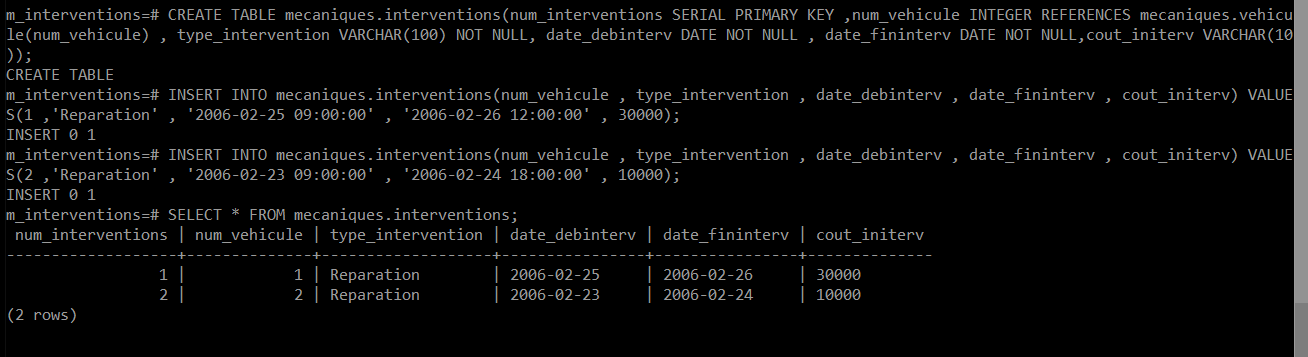 m_interventions=# CREATE TABLE mecaniques.interventions(num_interventions SERIAL PRIMARY KEY ,num_vehicule INTEGER REFERENCES mecaniques.vehicu
le(num_vehicule) , type_intervention VARCHAR(100) NOT NULL, date_debinterv DATE NOT NULL , date_fininterv DATE NOT NULL,cout_initerv VARCHAR(10
));
CREATE TABLE
m_interventions=# INSERT INTO mecaniques.interventions(num_vehicule , type_intervention , date_debinterv , date_fininterv , cout_initerv) VALUE
S(1 ,'Reparation' , '2006-02-25 09:00:00' , '2006-02-26 12:00:00' , 30000);
INSERT 0 1
m_interventions=# INSERT INTO mecaniques.interventions(num_vehicule , type_intervention , date_debinterv , date_fininterv , cout_initerv) VALUE
S(2 ,'Reparation' , '2006-02-23 09:00:00' , '2006-02-24 18:00:00' , 10000);
INSERT 0 1
m_interventions=# SELECT * FROM mecaniques.interventions;
 num_interventions | num_vehicule | type_intervention | date_debinterv | date_fininterv | cout_initerv
-------------------+--------------+-------------------+----------------+----------------+--------------
                 1 |            1 | Reparation        | 2006-02-25     | 2006-02-26     | 30000
                 2 |            2 | Reparation        | 2006-02-23     | 2006-02-24     | 10000
(2 rows)